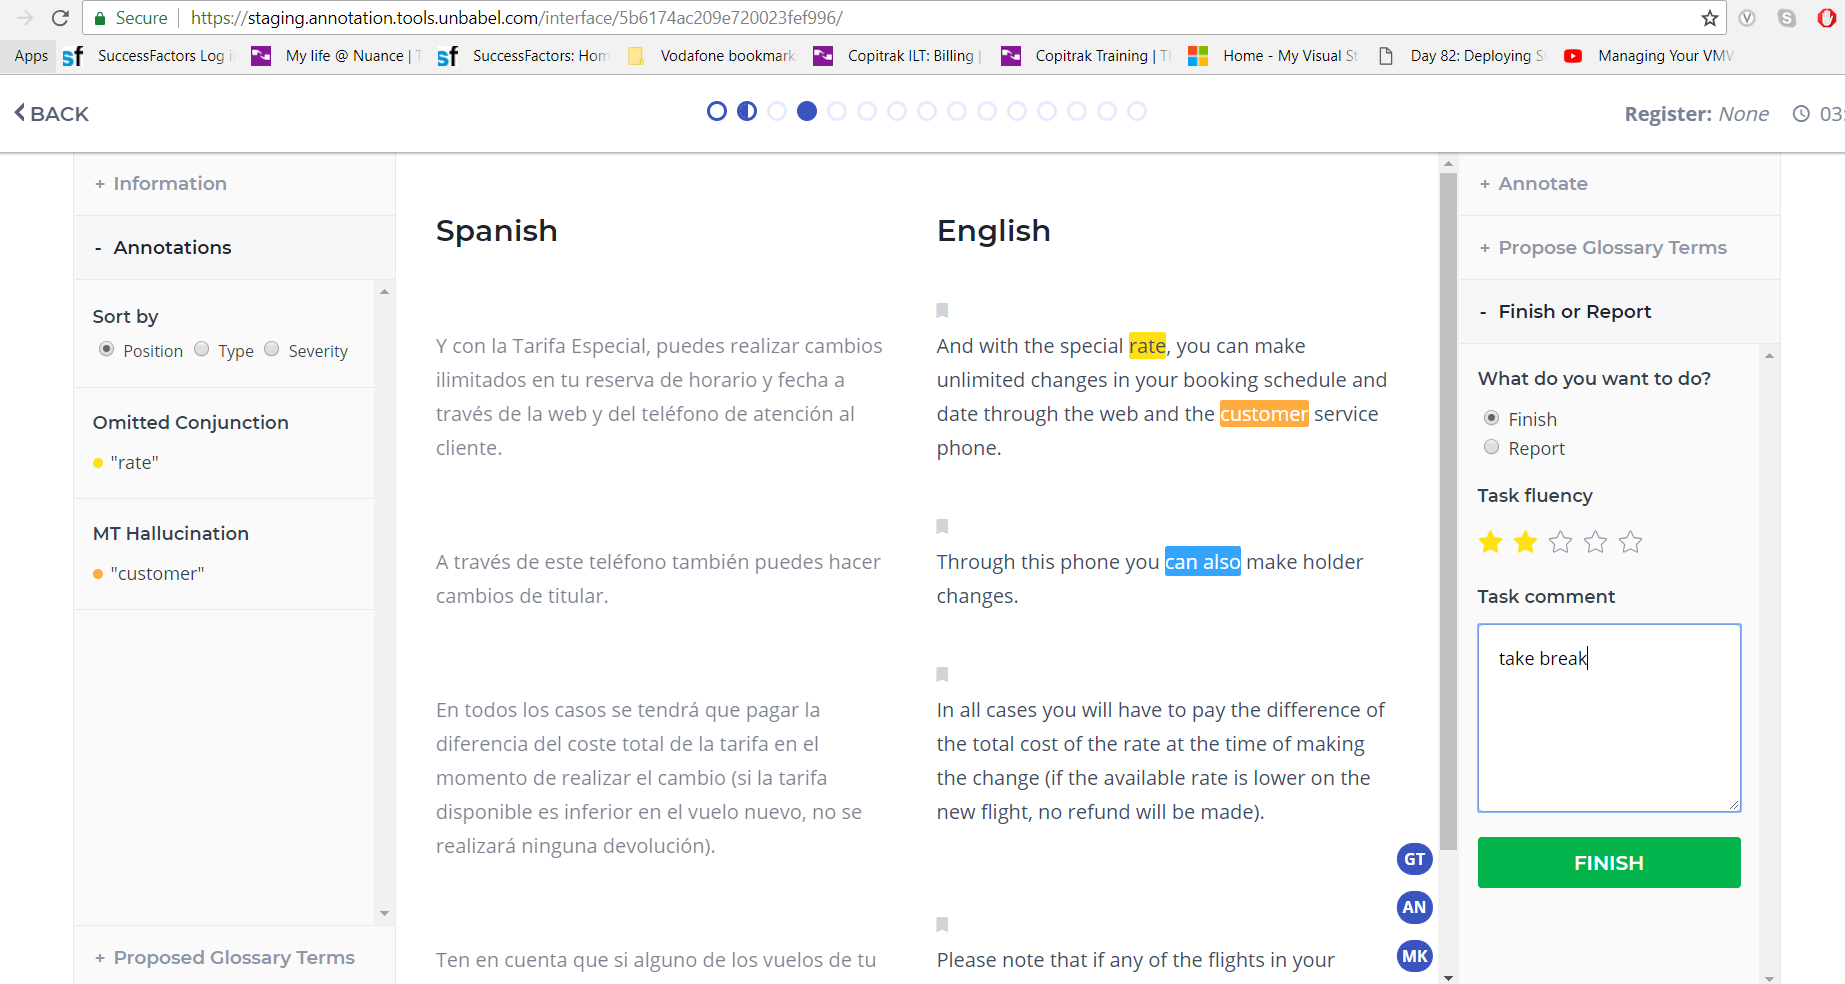 Secure https://staging.annotation.tools.unbabel.com/interface/5b6174ac209e720023fef996/
Apps SuccessFactors Log i My life @ Nuance | T SuccessFactors: Hom Vodafone bookmark Copitrak ILT: Billing | Copitrak Training | Th Home - My Visual St Day 82: Deploying S Managing Your VMW
BACK
Register: None 03:
+ Information
- Annotations
Sort by
Position Type Severity
Omitted Conjunction
"rate"
MT Hallucination
"customer"
+ Proposed Glossary Terms
Spanish
English
Y con la Tarifa Especial, puedes realizar cambios
ilimitados en tu reserva de horario y fecha a
través de la web y del teléfono de atención al
cliente.
And with the special rate, you can make
unlimited changes in your booking schedule and
date through the web and the customer service
phone.
A través de este teléfono también puedes hacer
cambios de titular.
Through this phone you can also make holder
changes.
En todos los casos se tendrá que pagar la
diferencia del coste total de la tarifa en el
momento de realizar el cambio (si la tarifa
disponible es inferior en el vuelo nuevo, no se
realizará ninguna devolución).
In all cases you will have to pay the difference of
the total cost of the rate at the time of making
the change (if the available rate is lower on the
new flight, no refund will be made).
Ten en cuenta que si alguno de los vuelos de tu
Please note that if any of the flights in your
GT
AN
MK
+ Annotate
+ Propose Glossary Terms
- Finish or Report
What do you want to do?
Finish
Report
Task fluency
Task comment
take break
FINISH